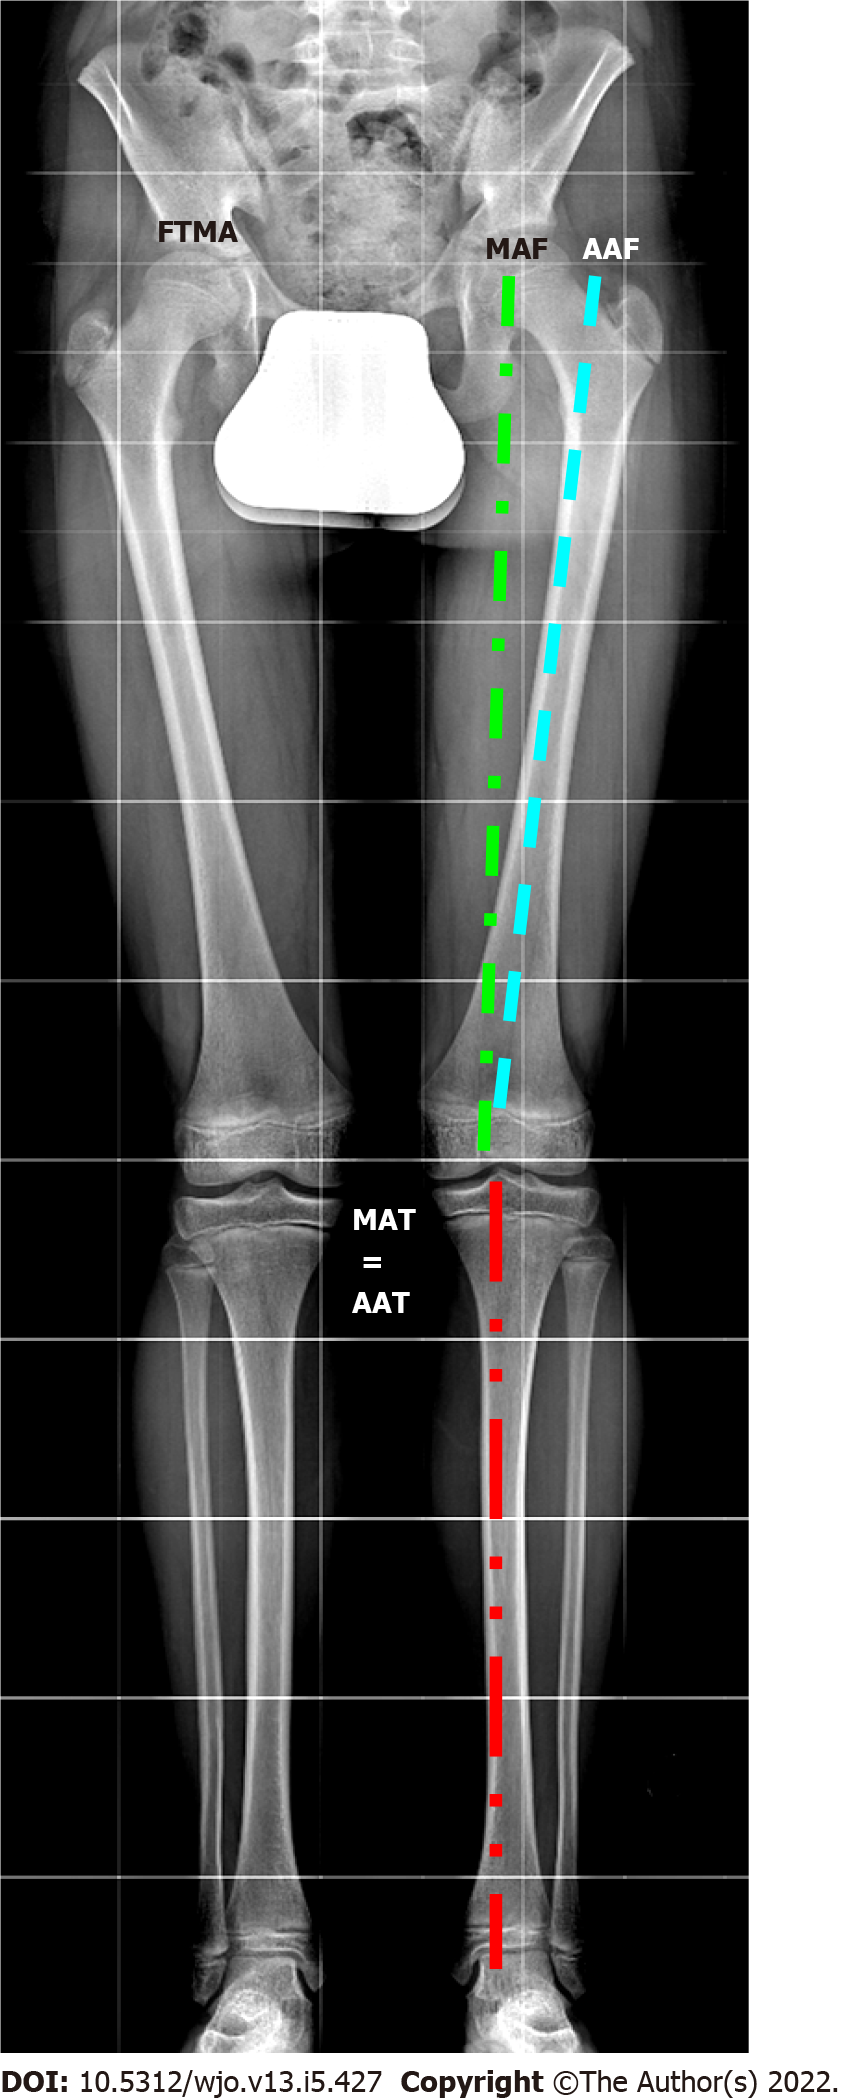 FTMA
MAF
AAF
MAT
=
AAT
DOI: 10.5312/wjo.v13.i5.427 Copyright ©The Author(s) 2022.